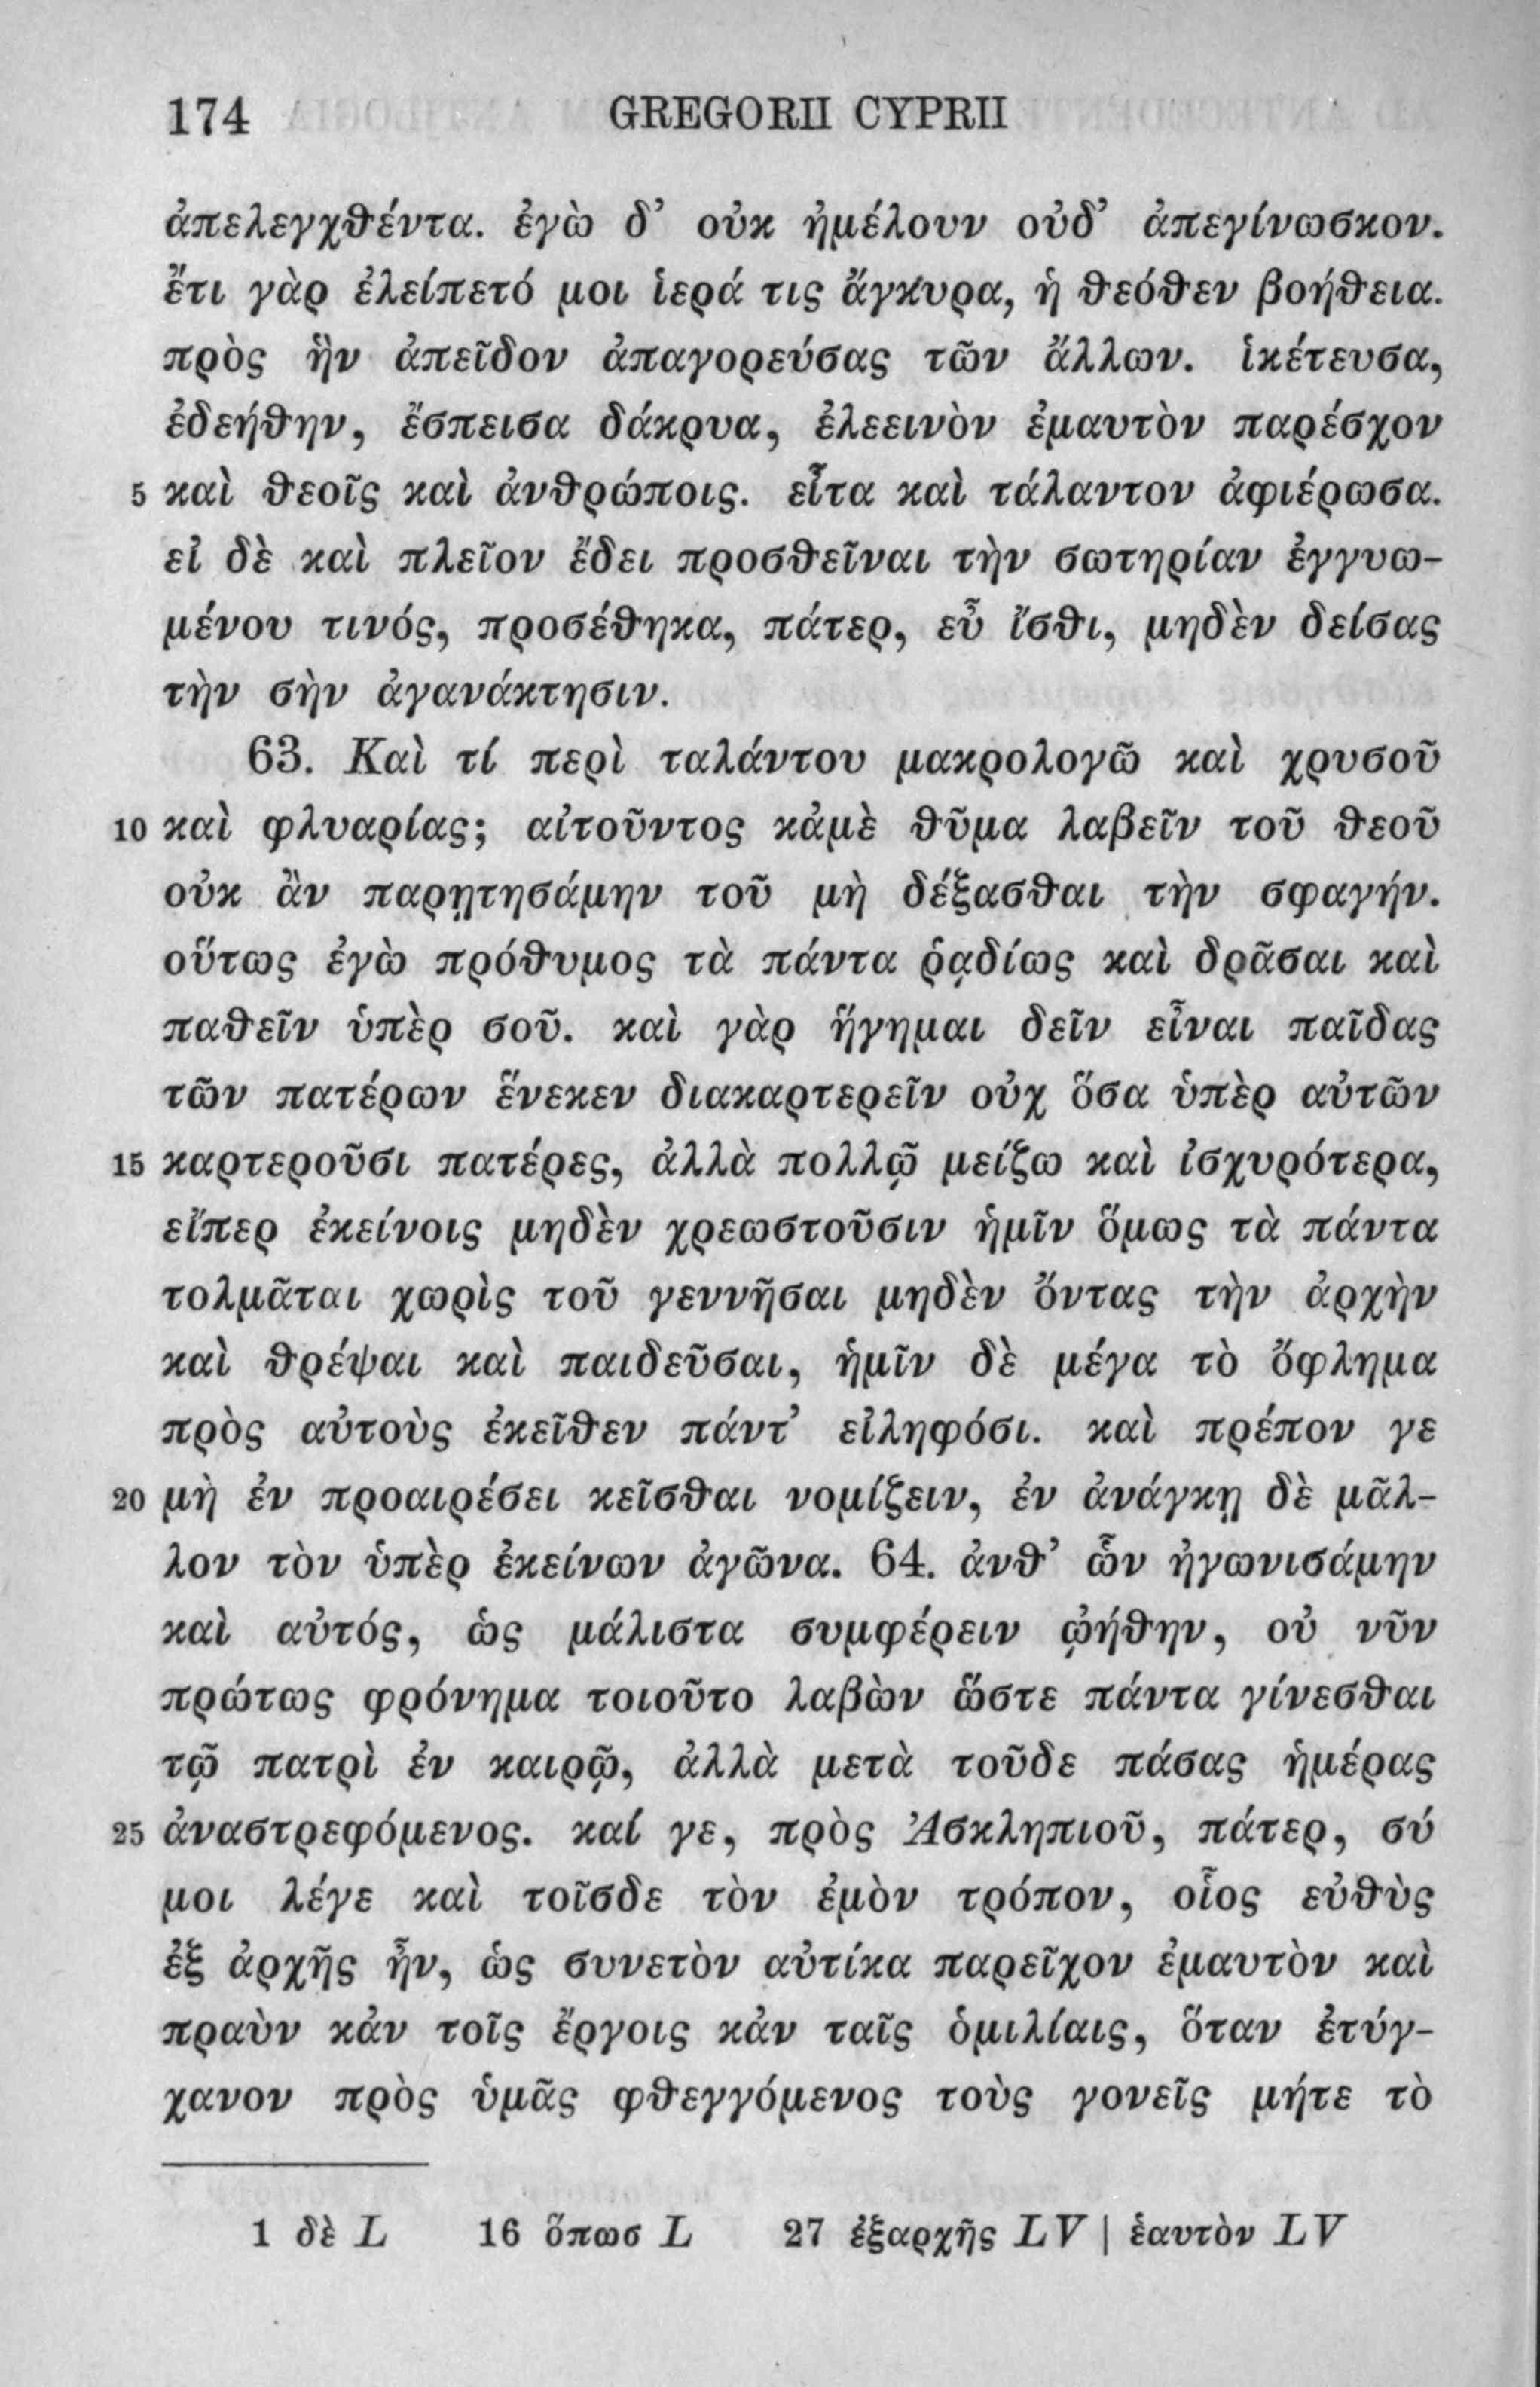 174 GREGORII CYPRII
ἀπελεγχθέντα. ἐγὼ δ’ οὐκ ἠμέλουν οὐδ’ ἀπεγίνωσκον.
ἔτι γὰρ ἐλείπετό μοι ἱερά τις ἄγκυρα, ἡ θεόθεν βοήθεια.
πρὸς ἣν ἀπεῖδον ἀπαγορεύσας τῶν ἄλλων. ἱκέτευσα,
ἐδεήθην, ἔσπεισα δάκρυα, ἐλεεινὸν ἐμαυτὸν παρέσχον
5 καὶ θεοῖς καὶ ἀνθρώποις. εἶτα καὶ τάλαντον ἀφιέρωσα.
εἰ δὲ καὶ πλεῖον ἔδει προσθεῖναι τὴν σωτηρίαν ἐγγυω-
μένου τινός, προσέθηκα, πάτερ, εὖ ἴσθι, μηδὲν δείσας
τὴν σὴν ἀγανάκτησιν.
63. Καὶ τί περὶ ταλάντου μακρολογῶ καὶ χρυσοῦ
10 καὶ φλυαρίας; αἰτοῦντος κἀμὲ θῦμα λαβεῖν τοῦ θεοῦ
οὐκ ἂν παρῃτησάμην τοῦ μὴ δέξασθαι τὴν σφαγήν.
οὕτως ἐγὼ πρόθυμος τὰ πάντα ῥᾳδίως καὶ δρᾶσαι καὶ
παθεῖν ὑπὲρ σοῦ. καὶ γὰρ ἥγημαι δεῖν εἶναι παῖδας
τῶν πατέρων ἕνεκεν διακαρτερεῖν οὐχ ὅσα ὑπὲρ αὐτῶν
15 καρτεροῦσι πατέρες, ἀλλὰ πολλῷ μείζω καὶ ἰσχυρότερα,
εἴπερ ἐκείνοις μηδὲν χρεωστοῦσιν ἡμῖν ὅμως τὰ πάντα
τολμᾶται χωρὶς τοῦ γεννῆσαι μηδὲν ὄντας τὴν ἀρχὴν
καὶ θρέψαι καὶ παιδεῦσαι, ἡμῖν δὲ μέγα τὸ ὄφλημα
πρὸς αὐτοὺς ἐκεῖθεν πάντ’ εἰληφόσι. καὶ πρέπον γε
20 μὴ ἐν προαιρέσει κεῖσθαι νομίζειν, ἐν ἀνάγκῃ δὲ μᾶλ-
λον τὸν ὑπὲρ ἐκείνων ἀγῶνα. 64. ἀνθ’ ὧν ἠγωνισάμην
καὶ αὐτός, ὡς μάλιστα συμφέρειν ᾠήθην, οὐ νῦν
πρώτως φρόνημα τοιοῦτο λαβὼν ὥστε πάντα γίνεσθαι
τῷ πατρὶ ἐν καιρῷ, ἀλλὰ μετὰ τοῦδε πάσας ἡμέρας
25 ἀναστρεφόμενος. καί γε, πρὸς Ἀσκληπιοῦ, πάτερ, σύ
μοι λέγε καὶ τοῖσδε τὸν ἐμὸν τρόπον, οἷος εὐθὺς
ἐξ ἀρχῆς ἦν, ὡς συνετὸν αὐτίκα παρεῖχον ἐμαυτὸν καὶ
πραὺν κἀν τοῖς ἔργοις κἀν ταῖς ὁμιλίαις, ὅταν ἐτύγ-
χανον πρὸς ὑμᾶς φθεγγόμενος τοὺς γονεῖς μήτε τὸ
1 δὲ L 16 ὅπωσ L 27 ἐξαρχῆς LV | ἑαυτὸν LV